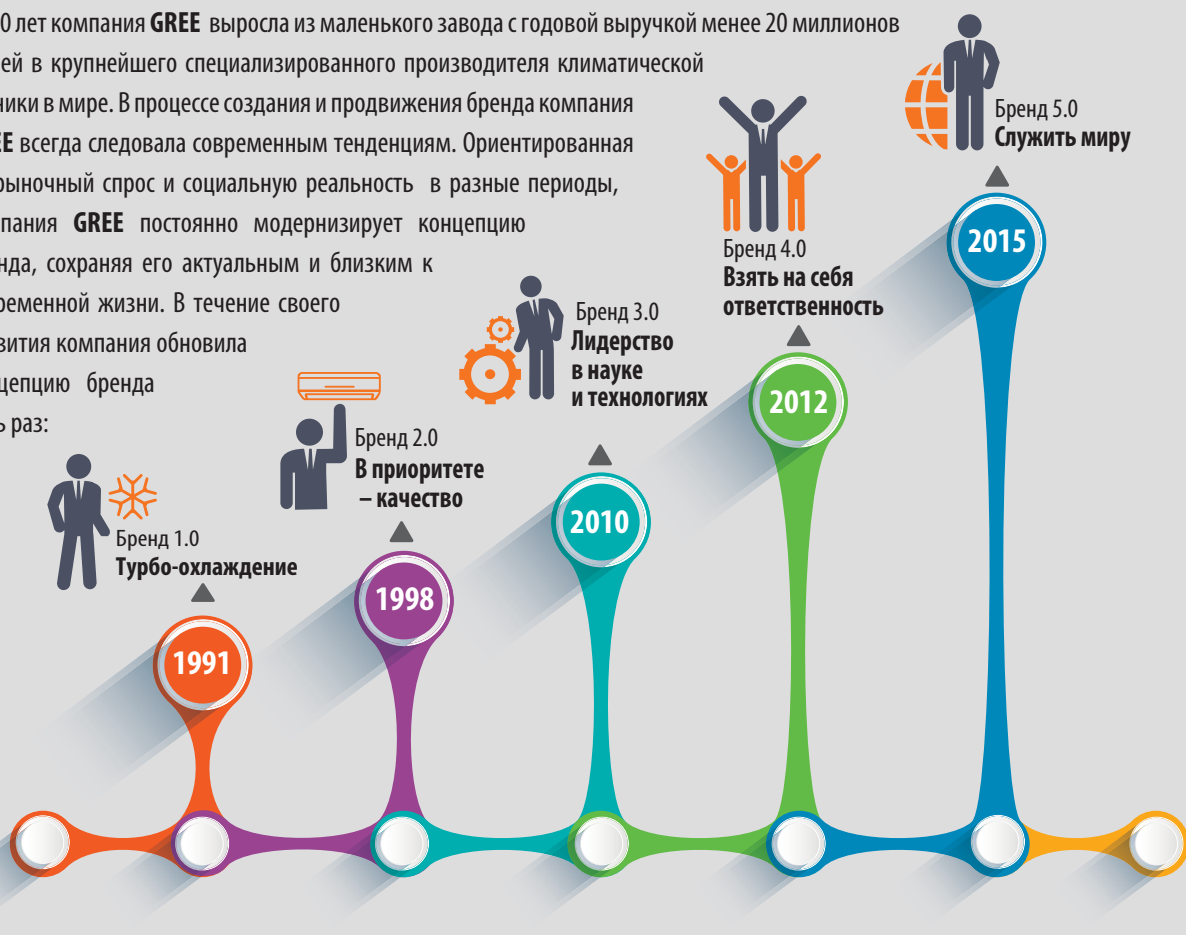 0 лет компания GREE выросла из маленького завода с годовой выручкой менее 20 миллионов
ей в крупнейшего специализированного производителя климатической
ники в мире. В процессе создания и продвижения бренда компания
EE всегда следовала современным тенденциям. Ориентированная
рыночный спрос и социальную реальность в разные периоды,
пания GREE постоянно модернизирует концепцию
нда, сохраняя его актуальным и близким к
ременной жизни. В течение своего
вития компания обновила
цепцию бренда
ь раз:
Бренд 1.0
Турбо-охлаждение
1991
Бренд 2.0
В приоритете
– качество
1998
Бренд 3.0
Лидерство
в науке
и технологиях
2010
Бренд 4.0
Взять на себя
ответственность
2012
Бренд 5.0
Служить миру
2015